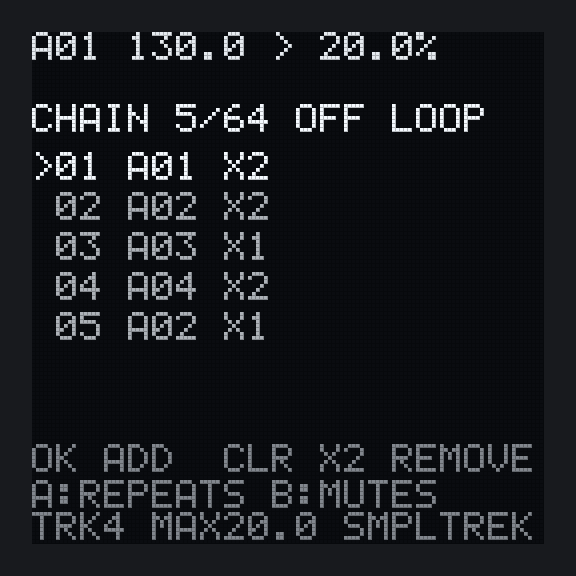 A01 130.0 > 20.0%
CHAIN 5/64 OFF LOOP
>01 A01 X2
02 A02 X2
03 A03 X1
04 A04 X2
05 A02 X1
OK ADD  CLR X2 REMOVE
A:REPEATS B:MUTES
TRK4 MAX20.0 SMPLTREK